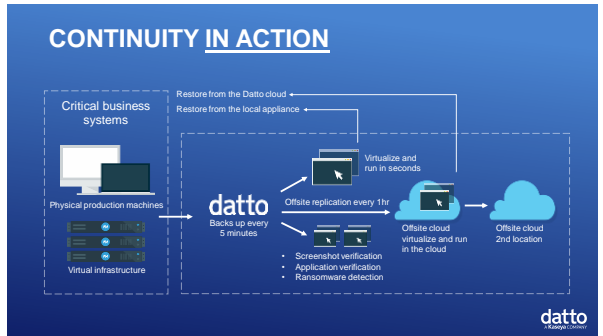 CONTINUITY IN ACTION
Restore from the Datto cloud
Restore from the local appliance
Critical business
systems
Physical production machines
Virtual infrastructure
datto
Backs up every
5 minutes
Virtualize and
run in seconds
Offsite replication every 1hr
• Screenshot verification
• Application verification
• Ransomware detection
Offsite cloud
virtualize and run
in the cloud
Offsite cloud
2nd location
datto
A Kaseya COMPANY